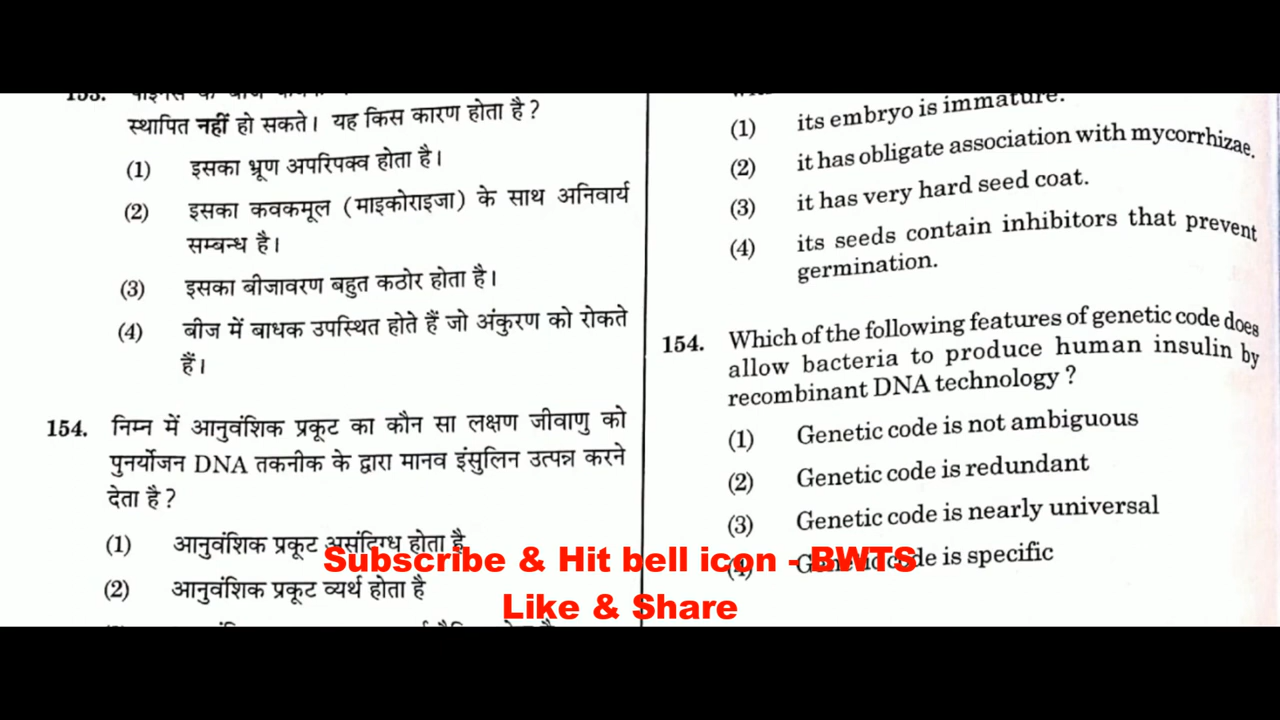 स्थापित नहीं हो सकते। यह किस कारण होता है ?
(1) इसका भ्रूण अपरिपक्व होता है।
(2) इसका कवकमूल (माइकोराइजा) के साथ अनिवार्य
सम्बन्ध है।
(3) इसका बीजावरण बहुत कठोर होता है।
(4) बीज में बाधक उपस्थित होते हैं जो अंकुरण को रोकते
हैं।
154. निम्न में आनुवंशिक प्रकूट का कौन सा लक्षण जीवाणु को
पुनर्योजन DNA तकनीक के द्वारा मानव इंसुलिन उत्पन्न करने
देता है ?
(1) आनुवंशिक प्रकूट असंदिग्ध होता है
(2) आनुवंशिक प्रकूट व्यर्थ होता है
(1) its embryo is immature.
(2) it has obligate association with mycorrhizae.
(3) it has very hard seed coat.
(4) its seeds contain inhibitors that prevent
germination.
154. Which of the following features of genetic code does
allow bacteria to produce human insulin by
recombinant DNA technology ?
(1) Genetic code is not ambiguous
(2) Genetic code is redundant
(3) Genetic code is nearly universal
(4) Genetic code is specific
Subscribe & Hit bell icon - BWTS
Like & Share